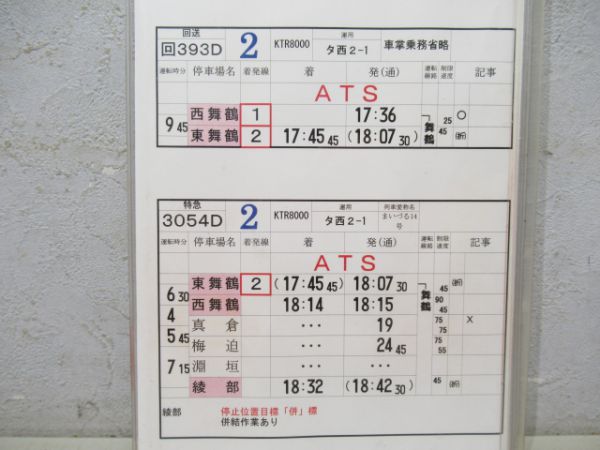 回送 運用
回393D 2 KTR8000 タ西2-1 車掌乗務省略
運転時分 停車場名 着発線 着 発(通) 運転線路 制限速度 記事
ATS
西舞鶴 1 17:36 25 〇
9 45 「舞鶴」
東舞鶴 2 17:45 45 (18:07 30) 45 (折)
特急 運用 列車愛称名
3054D 2 KTR8000 タ西2-1 まいづる14号
運転時分 停車場名 着発線 着 発(通) 運転線路 制限速度 記事
ATS
東舞鶴 2 (17:45 45) 18:07 30 「舞鶴 45 (折)
6 30 90
西舞鶴 18:14 18:15 45
4 75
真倉 ・・・ 19 75 X
5 45 75
梅迫 ・・・ 24 45 55
7 15
淵垣 ・・・ ・・・
綾部 18:32 (18:42 30) 45 (折)
綾部 停止位置目標「併」標
併結作業あり